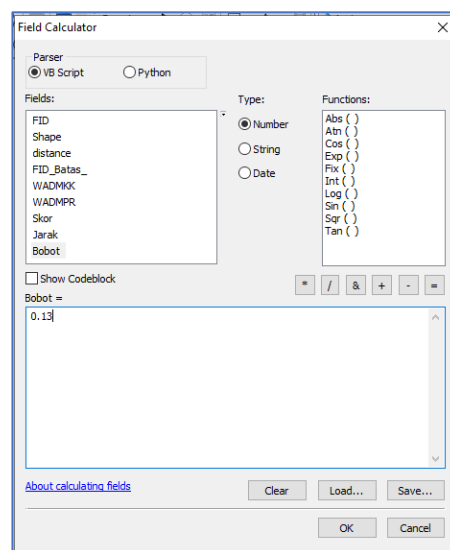 Field Calculator
Parser
VB Script Python
Fields: Type: Functions:
FID
Shape
distance
FID_Batas_
WADMKK
WADMPR
Skor
Jarak
Bobot
Number
String
Date
Abs ( )
Atn ( )
Cos ( )
Exp ( )
Fix ( )
Int ( )
Log ( )
Sin ( )
Sqr ( )
Tan ( )
Show Codeblock
* / & + - =
Bobot =
0.13
About calculating fields Clear Load... Save...
OK Cancel